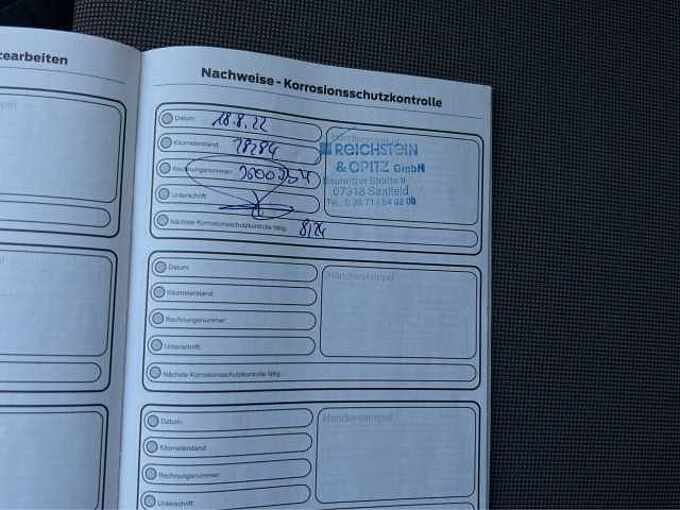 cearbeiten
Nachweise - Korrosionsschutzkontrolle
Datum: 18.8.22
Kilometerstand:
Rechnungsnummer:
Unterschrift:
Nächste Korrosionsschutzkontrolle fällig: 8/24
REICHSTEIN
& OPITZ GmbH
07318 Saalfeld
Datum:
Händlerstempel
Kilometerstand:
Rechnungsnummer:
Unterschrift:
Nächste Korrosionsschutzkontrolle fällig:
Datum:
Händlerstempel
Kilometerstand:
Rechnungsnummer:
Unterschrift: